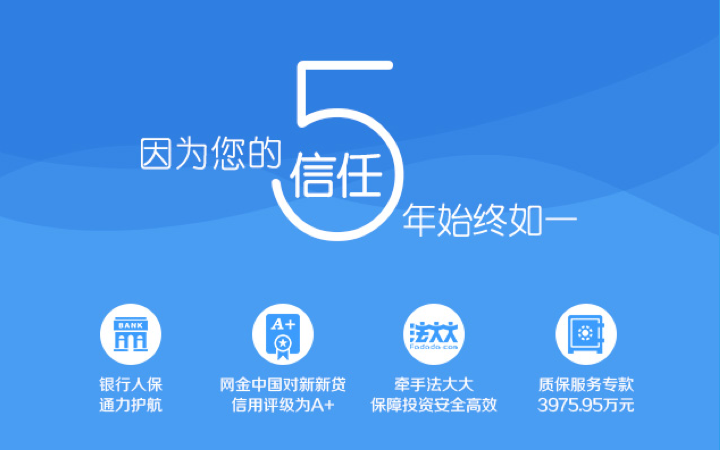 因为您的
5
信任
年始终如一
BANK
A+
法大大
Fadada.com
银行人保
通力护航
网金中国对新新贷
信用评级为A+
牵手法大大
保障投资安全高效
质保服务专款
3975.95万元